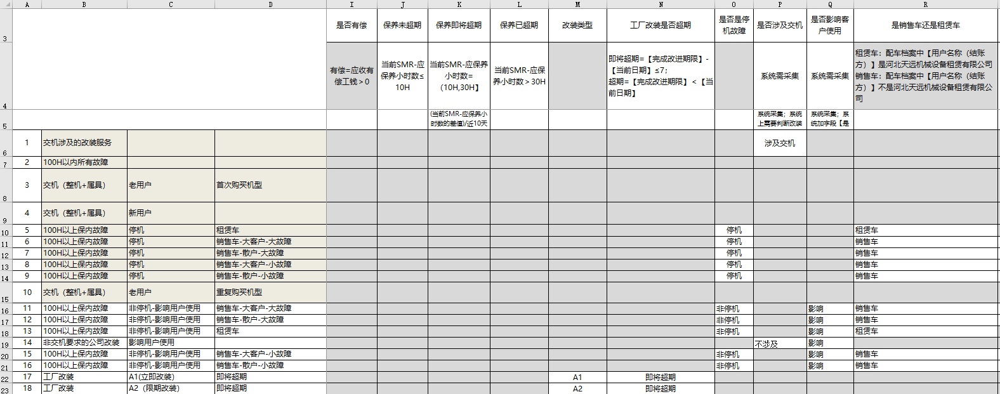 A B C D I J K L M N O P Q R
3 是否有偿 保养未超期 保养即将超期 保养已超期 改装类型 工厂改装是否超期 是否是停机故障 是否涉及交机 是否影响客户使用 是销售车还是租赁车
4 有偿=应收有偿工钱＞0 当前SMR-应保养小时数≤10H 当前SMR-应保养小时数=（10H,30H】 当前SMR-应保养小时数＞30H 即将超期=【完成改进期限】-【当前日期】≤7；超期=【完成改进期限】＜【当前日期】 系统需采集 系统需采集 租赁车：配车档案中【用户名称（结账方）】是河北天远机械设备租赁有限公司 销售车：配车档案中【用户名称（结账方）】不是河北天远机械设备租赁有限公司
5 (当前SMR-应保养小时数的差值)/近10天 系统采集；系统上需要判断改装 系统采集；系统加字段【是
6 1 交机涉及的改装服务 涉及交机
7 2 100H以内所有故障
8 3 交机（整机+属具） 老用户 首次购买机型
9 4 交机（整机+属具） 新用户
10 5 100H以上保内故障 停机 租赁车 停机 租赁车
11 6 100H以上保内故障 停机 销售车-大客户-大故障 停机 销售车
12 7 100H以上保内故障 停机 销售车-散户-大故障 停机 销售车
13 8 100H以上保内故障 停机 销售车-大客户-小故障 停机 销售车
14 9 100H以上保内故障 停机 销售车-散户-小故障 停机 销售车
15 10 交机（整机+属具） 老用户 重复购买机型
16 11 100H以上保内故障 非停机-影响用户使用 销售车-大客户-大故障 非停机 影响 销售车
17 12 100H以上保内故障 非停机-影响用户使用 销售车-散户-大故障 非停机 影响 销售车
18 13 100H以上保内故障 非停机-影响用户使用 租赁车 非停机 影响 租赁车
19 14 非交机要求的公司改装 影响用户使用 不涉及 影响
20 15 100H以上保内故障 非停机-影响用户使用 销售车-大客户-小故障 非停机 影响 销售车
21 16 100H以上保内故障 非停机-影响用户使用 销售车-散户-小故障 非停机 影响 销售车
22 17 工厂改装 A1(立即改装） 即将超期 A1 即将超期
23 18 工厂改装 A2（限期改装） 即将超期 A2 即将超期